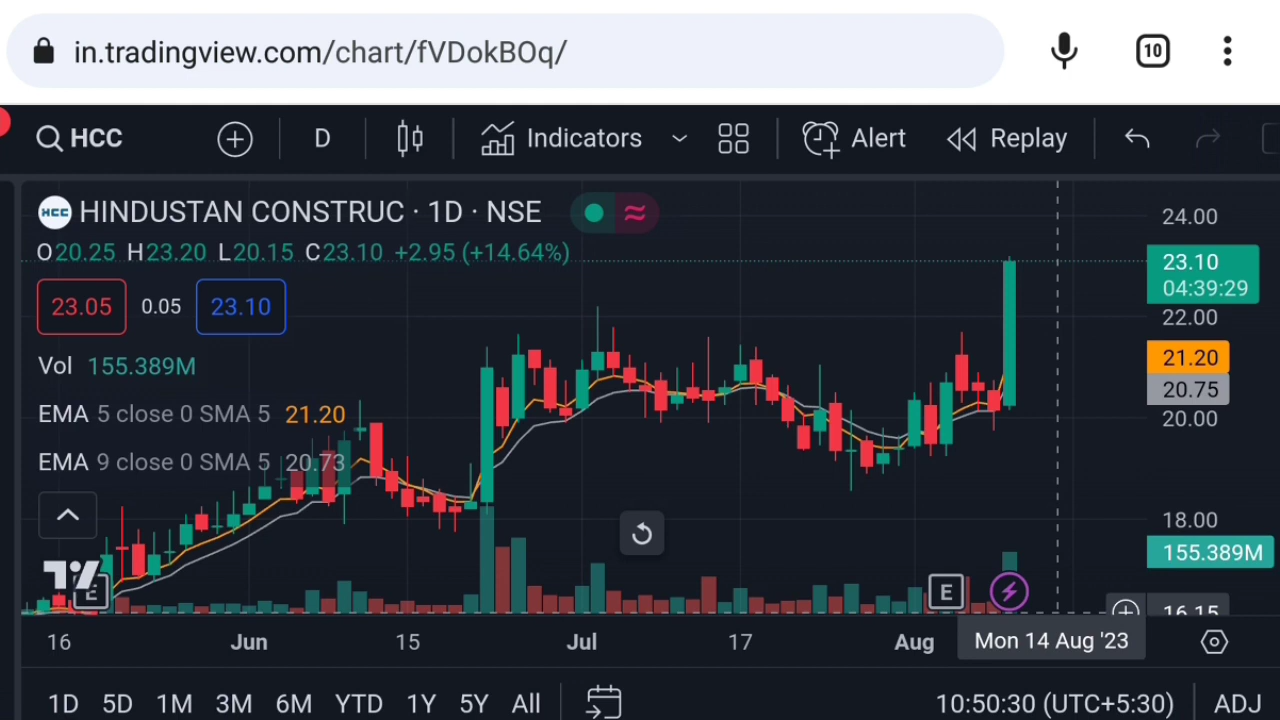 in.tradingview.com/chart/fVDokBOq/
10
HCC
D
Indicators
Alert
Replay
HCC HINDUSTAN CONSTRUC · 1D · NSE
O20.25 H23.20 L20.15 C23.10 +2.95 (+14.64%)
23.05 0.05 23.10
Vol 155.389M
EMA 5 close 0 SMA 5 21.20
EMA 9 close 0 SMA 5 20.73
24.00
23.10
04:39:29
22.00
21.20
20.75
20.00
18.00
155.389M
16.15
E
E
16 Jun 15 Jul 17 Aug Mon 14 Aug '23
1D 5D 1M 3M 6M YTD 1Y 5Y All 10:50:30 (UTC+5:30) ADJ